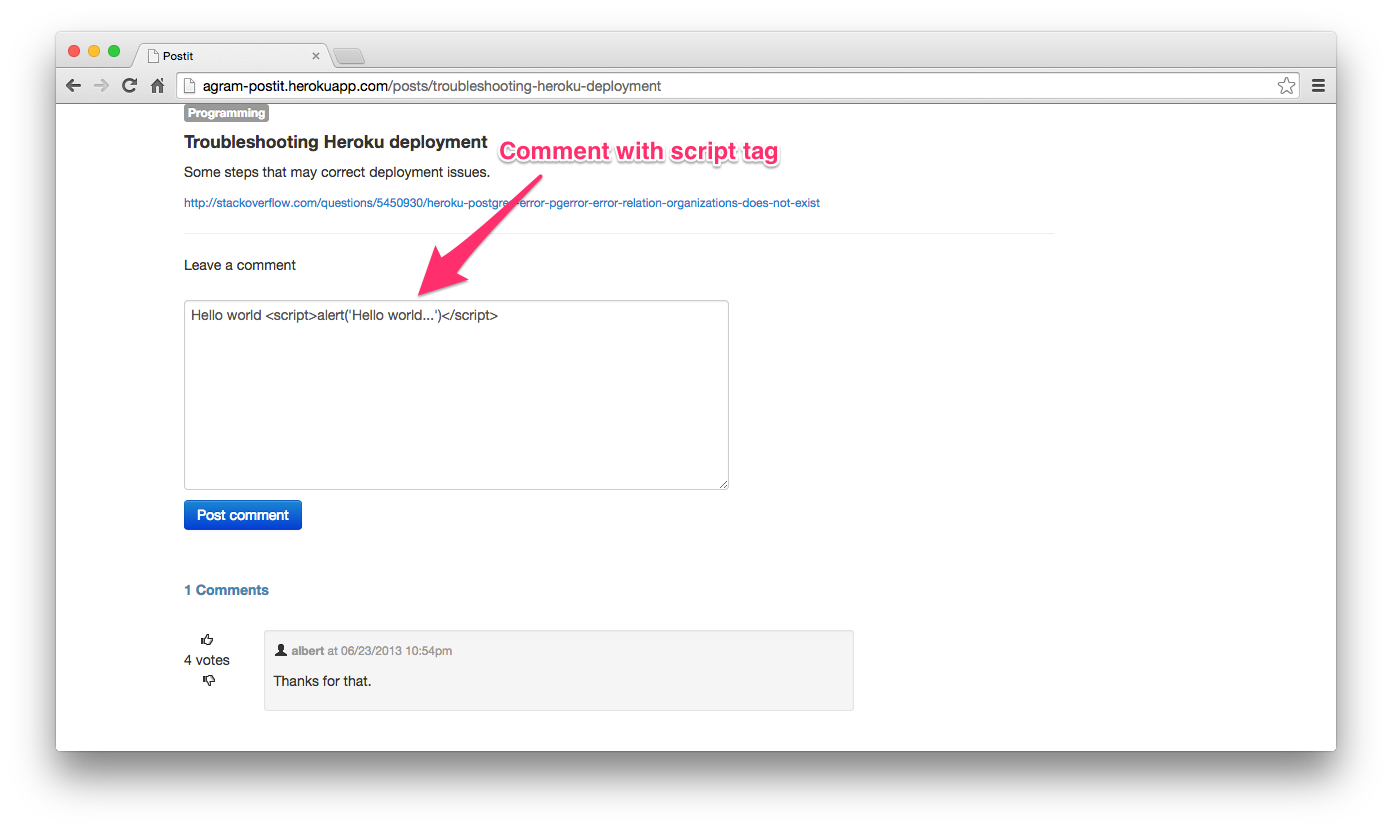 Postit
agram-postit.herokuapp.com/posts/troubleshooting-heroku-deployment
Programming
Troubleshooting Heroku deployment
Comment with script tag
Some steps that may correct deployment issues.
http://stackoverflow.com/questions/5450930/heroku-postgres-error-pgerror-error-relation-organizations-does-not-exist
Leave a comment
Hello world <script>alert('Hello world...')</script>
Post comment
1 Comments
4 votes
albert at 06/23/2013 10:54pm
Thanks for that.